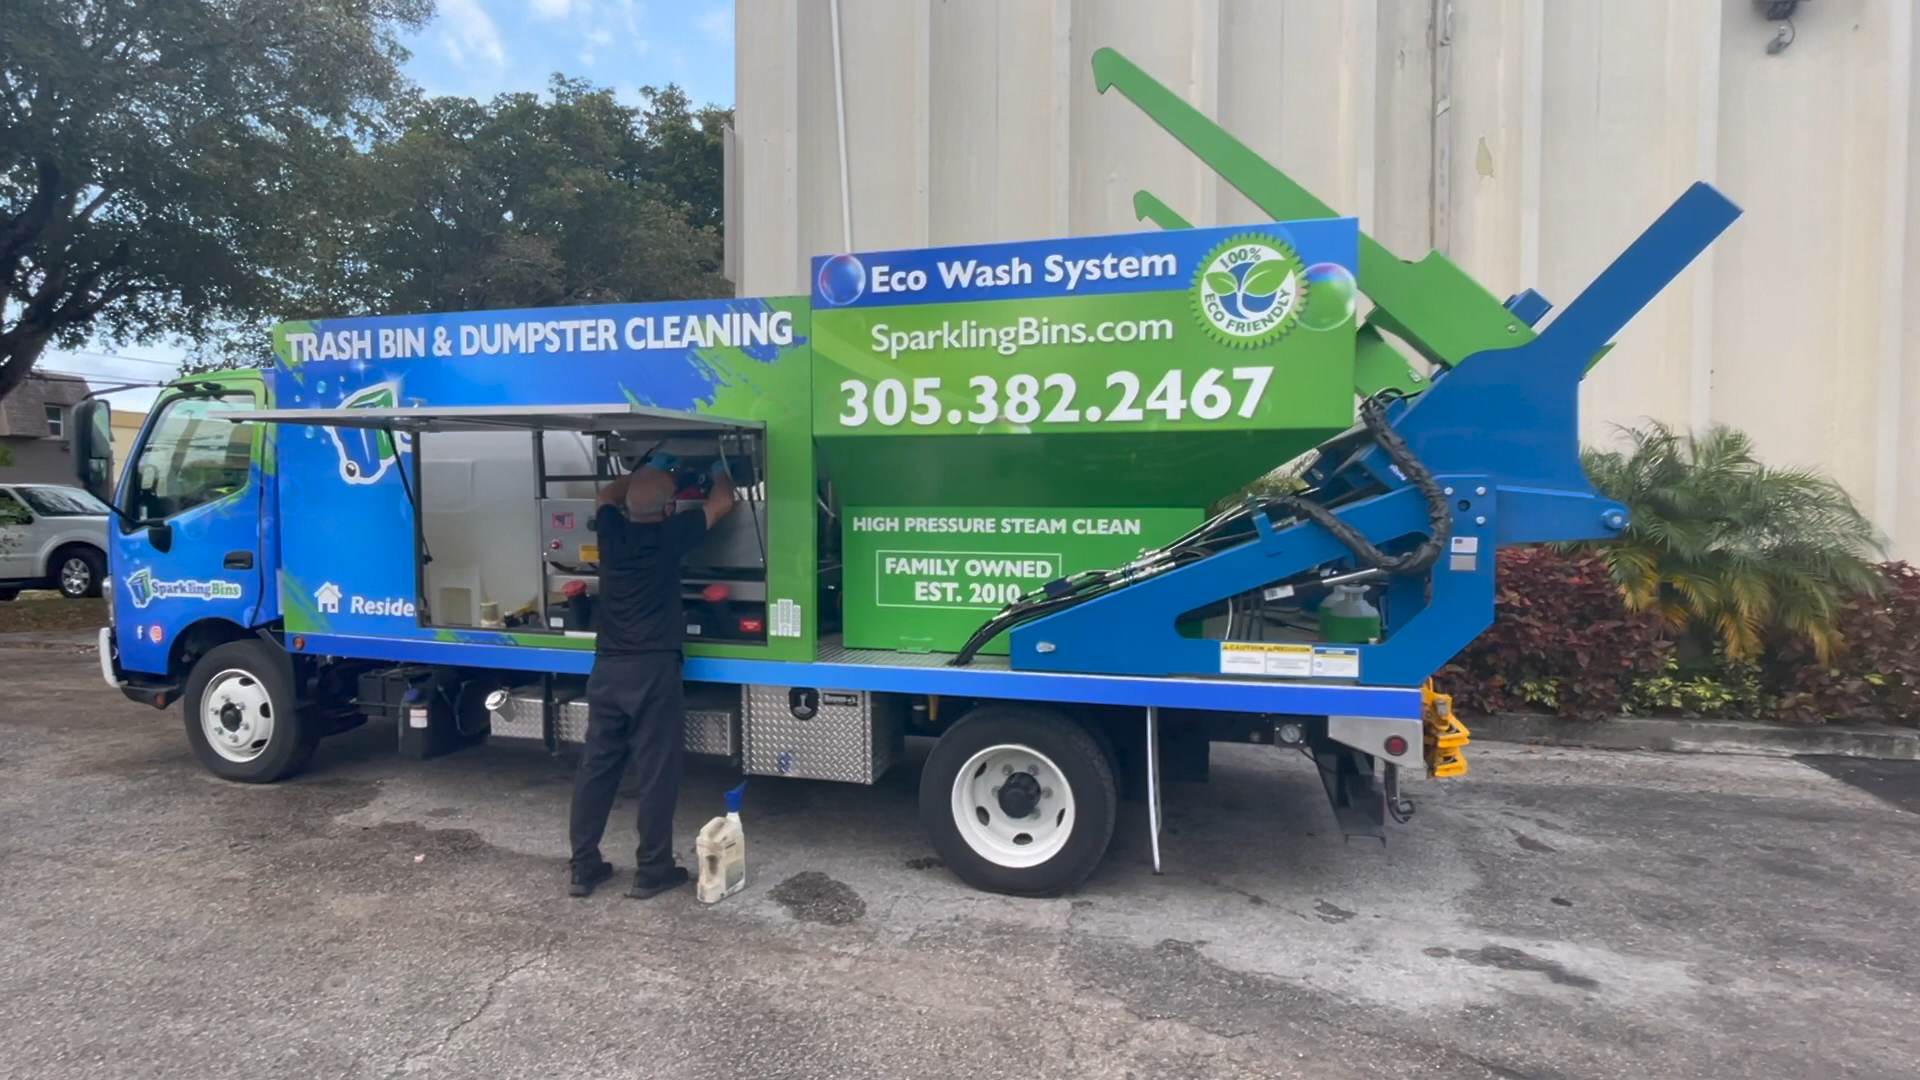 TRASH BIN & DUMPSTER CLEANING
Eco Wash System
100%
ECO FRIENDLY
SparklingBins.com
305.382.2467
HIGH PRESSURE STEAM CLEAN
FAMILY OWNED
EST. 2010
SparklingBins
Reside
CAUTION